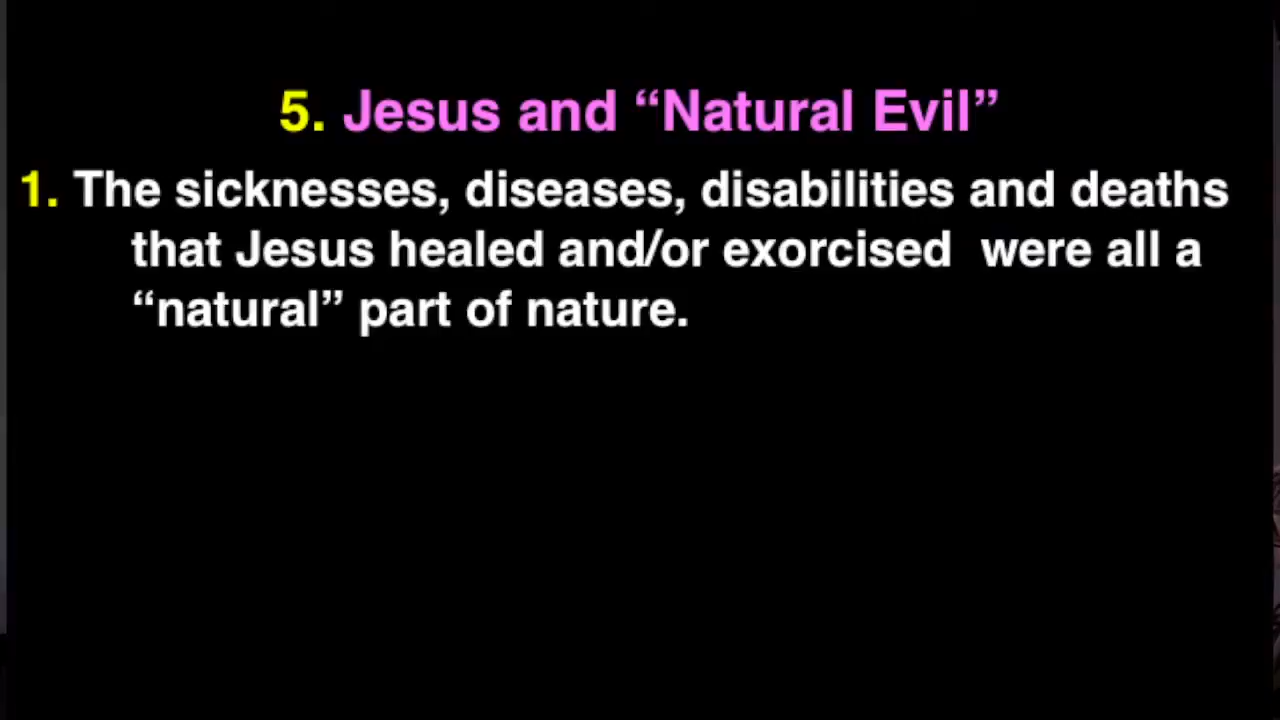 5. Jesus and “Natural Evil”
1. The sicknesses, diseases, disabilities and deaths
that Jesus healed and/or exorcised  were all a
“natural” part of nature.